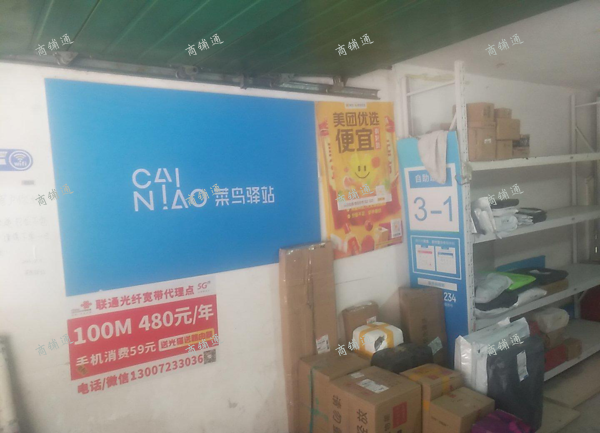 CAI
NIAO 菜鸟驿站
美团优选
便宜
3-1
234
联通光纤宽带代理点 5G
100M 480元/年
手机消费59元
电话/微信13007233036
商铺通
商铺通
商铺通
商铺通
商铺通
商铺通
商铺通
商铺通
商铺通